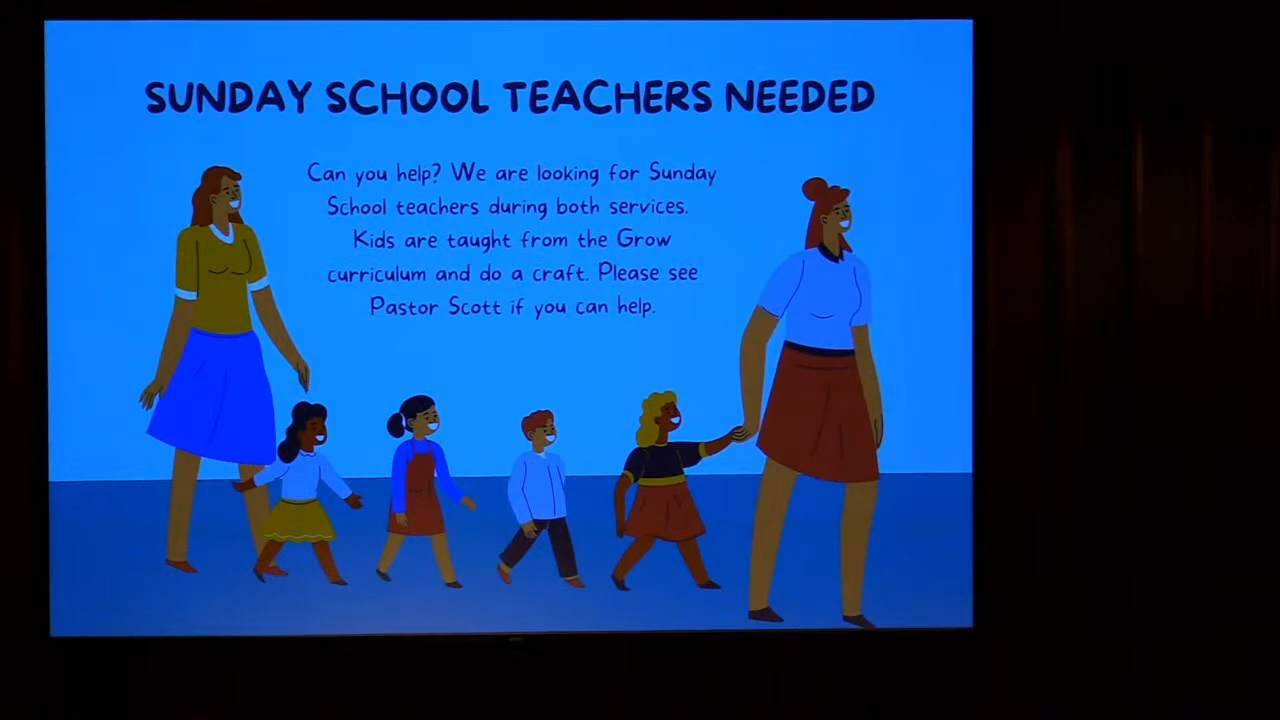 SUNDAY SCHOOL TEACHERS NEEDED
Can you help? We are looking for Sunday
School teachers during both services.
Kids are taught from the Grow
curriculum and do a craft. Please see
Pastor Scott if you can help.